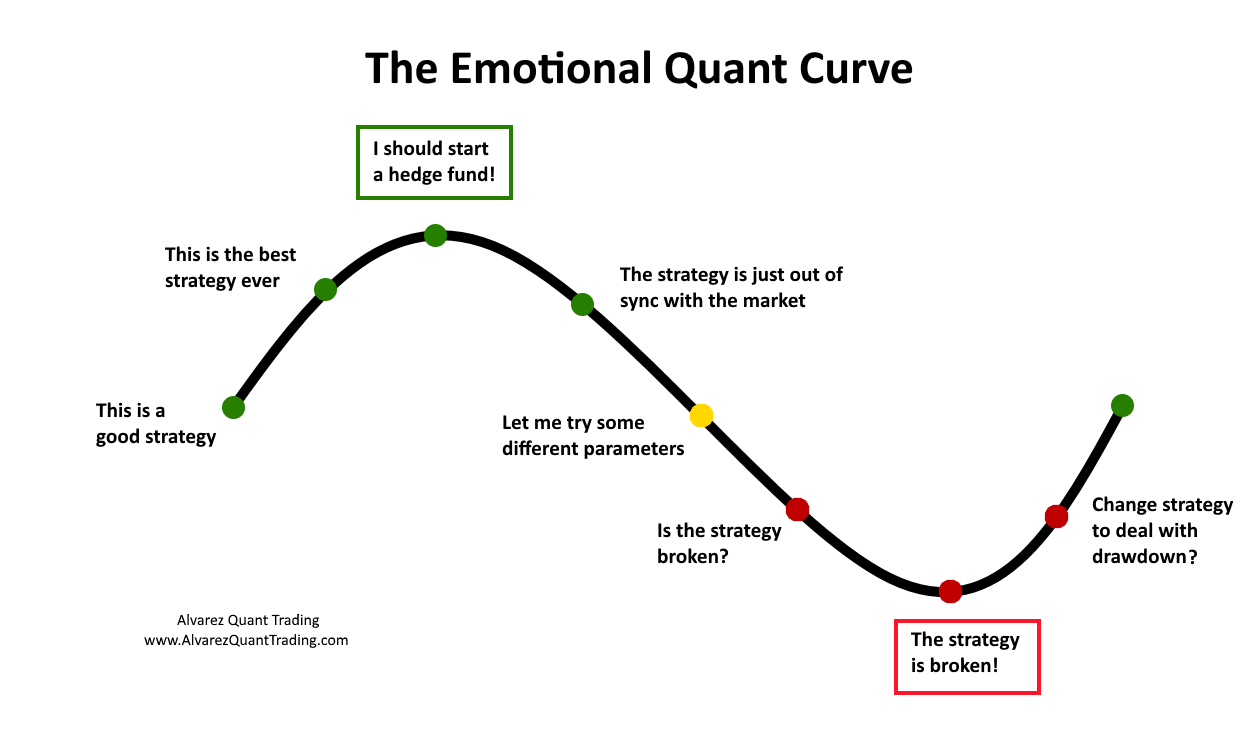 The Emotional Quant Curve
I should start
a hedge fund!
This is the best
strategy ever
The strategy is just out of
sync with the market
This is a
good strategy
Let me try some
different parameters
Is the strategy
broken?
Change strategy
to deal with
drawdown?
The strategy
is broken!
Alvarez Quant Trading
www.AlvarezQuantTrading.com